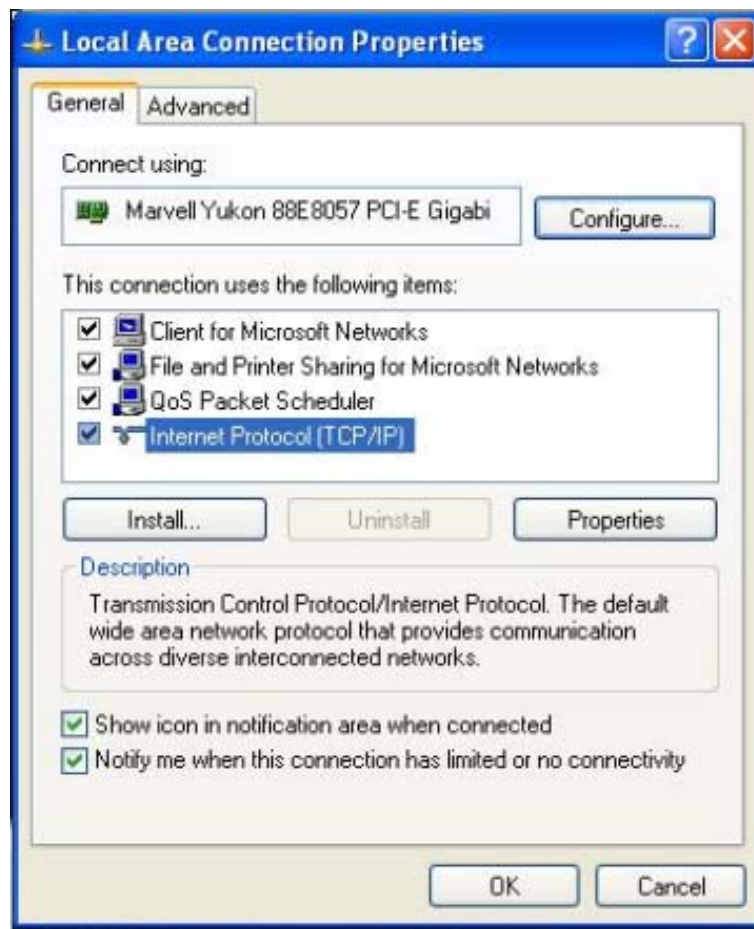 Local Area Connection Properties
General Advanced
Connect using:
Marvell Yukon 88E8057 PCI-E Gigabi
Configure...
This connection uses the following items:
Client for Microsoft Networks
File and Printer Sharing for Microsoft Networks
QoS Packet Scheduler
Internet Protocol (TCP/IP)
Install... Uninstall Properties
Description
Transmission Control Protocol/Internet Protocol. The default
wide area network protocol that provides communication
across diverse interconnected networks.
Show icon in notification area when connected
Notify me when this connection has limited or no connectivity
OK Cancel